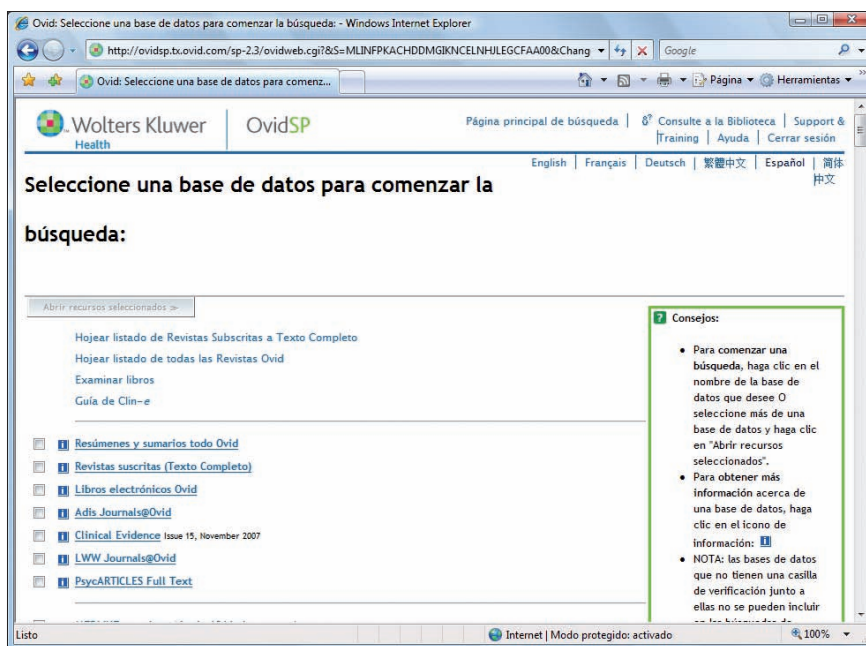 Ovid: Seleccione una base de datos para comenzar la búsqueda: - Windows Internet Explorer
http://ovidsp.tx.ovid.com/sp-2.3/ovidweb.cgi?&S=MLINFPKACHDDMGIKNCELNHJLEGCFAA00&Chang
Google
Ovid: Seleccione una base de datos para comenz...
Página
Herramientas
Wolters Kluwer
Health
OvidSP
Página principal de búsqueda | Consulte a la Biblioteca | Support &
Training | Ayuda | Cerrar sesión
English | Français | Deutsch | 繁體中文 | Español | 简体
中文
Seleccione una base de datos para comenzar la
búsqueda:
Abrir recursos seleccionados >>
Hojear listado de Revistas Subscritas a Texto Completo
Hojear listado de todas las Revistas Ovid
Examinar libros
Guía de Clin-e
Resúmenes y sumarios todo Ovid
Revistas suscritas (Texto Completo)
Libros electrónicos Ovid
Adis Journals@Ovid
Clinical Evidence Issue 15, November 2007
LWW Journals@Ovid
PsycARTICLES Full Text
Consejos:
• Para comenzar una
búsqueda, haga clic en el
nombre de la base de
datos que desee O
seleccione más de una
base de datos y haga clic
en "Abrir recursos
seleccionados".
• Para obtener más
información acerca de
una base de datos, haga
clic en el icono de
información:
• NOTA: las bases de datos
que no tienen una casilla
de verificación junto a
ellas no se pueden incluir
Listo
Internet | Modo protegido: activado
100%